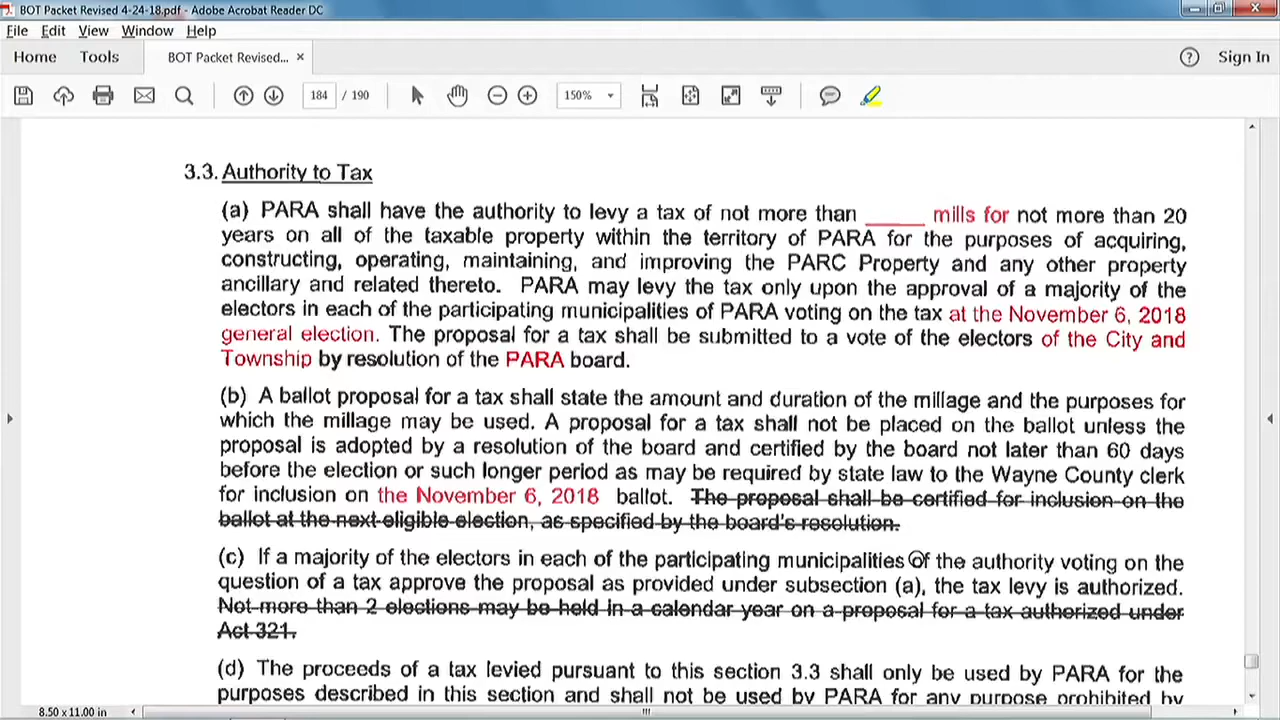 BOT Packet Revised 4-24-18.pdf - Adobe Acrobat Reader DC
File Edit View Window Help
Home Tools BOT Packet Revised... × Sign In
184 / 190 150%
3.3. Authority to Tax
(a) PARA shall have the authority to levy a tax of not more than _____ mills for not more than 20
years on all of the taxable property within the territory of PARA for the purposes of acquiring,
constructing, operating, maintaining, and improving the PARC Property and any other property
ancillary and related thereto. PARA may levy the tax only upon the approval of a majority of the
electors in each of the participating municipalities of PARA voting on the tax at the November 6, 2018
general election. The proposal for a tax shall be submitted to a vote of the electors of the City and
Township by resolution of the PARA board.
(b) A ballot proposal for a tax shall state the amount and duration of the millage and the purposes for
which the millage may be used. A proposal for a tax shall not be placed on the ballot unless the
proposal is adopted by a resolution of the board and certified by the board not later than 60 days
before the election or such longer period as may be required by state law to the Wayne County clerk
for inclusion on the November 6, 2018 ballot. The proposal shall be certified for inclusion on the
ballot at the next eligible election, as specified by the board's resolution.
(c) If a majority of the electors in each of the participating municipalities of the authority voting on the
question of a tax approve the proposal as provided under subsection (a), the tax levy is authorized.
Not more than 2 elections may be held in a calendar year on a proposal for a tax authorized under
Act 321.
(d) The proceeds of a tax levied pursuant to this section 3.3 shall only be used by PARA for the
purposes described in this section and shall not be used by PARA for any purpose prohibited by
8.50 x 11.00 in